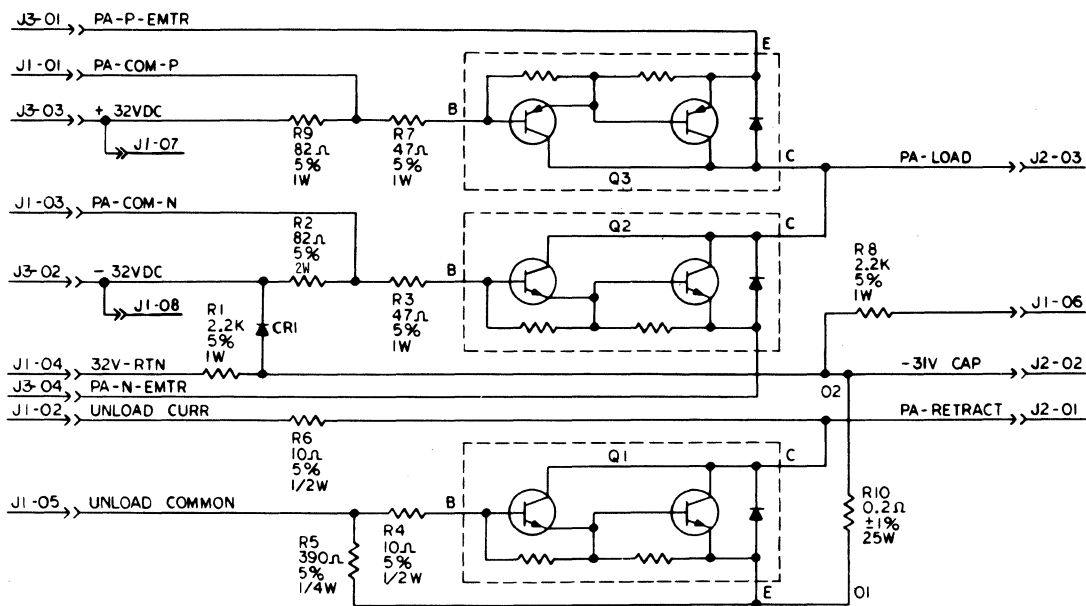 J3-01 PA-P-EMTR
E
J1-01 PA-COM-P
J3-03 + 32VDC
B
J1-07
R9
82Ω
5%
1W
R7
47Ω
5%
1W
C
PA-LOAD J2-03
Q3
J1-03 PA-COM-N
R2
82Ω
5%
2W
Q2
C
J3-02 - 32VDC
B
J1-08
R3
47Ω
5%
1W
R8
2.2K
5%
1W
R1
2.2K
5%
1W
CR1
J1-06
J1-04 32V-RTN
-31V CAP J2-02
J3-04 PA-N-EMTR
02
J1-02 UNLOAD CURR
PA-RETRACT J2-01
R6
10Ω
5%
1/2W
Q1
C
J1-05 UNLOAD COMMON
B
R4
10Ω
5%
1/2W
R5
390Ω
5%
1/4W
R10
0.2Ω
±1%
25W
E
01